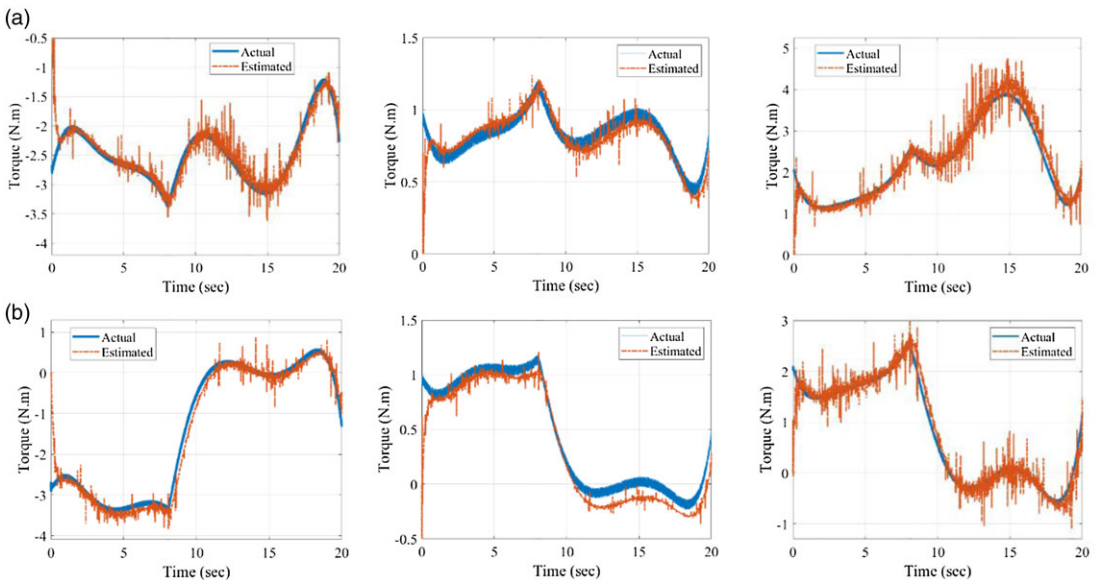 (a)
-0.5
-1
-1.5
-2
-2.5
-3
-3.5
-4
Torque (N.m)
Actual
Estimated
0 5 10 15 20
Time (sec)
1.5
1
0.5
0
Torque (N.m)
Actual
Estimated
0 5 10 15 20
Time (sec)
5
4
3
2
1
0
Torque (N.m)
Actual
Estimated
0 5 10 15 20
Time (sec)
(b)
1
0
-1
-2
-3
-4
Torque (N.m)
Actual
Estimated
0 5 10 15 20
Time (sec)
1.5
1
0.5
0
-0.5
Torque (N.m)
Actual
Estimated
0 5 10 15 20
Time (sec)
3
2
1
0
-1
Torque (N.m)
Actual
Estimated
0 5 10 15 20
Time (sec)